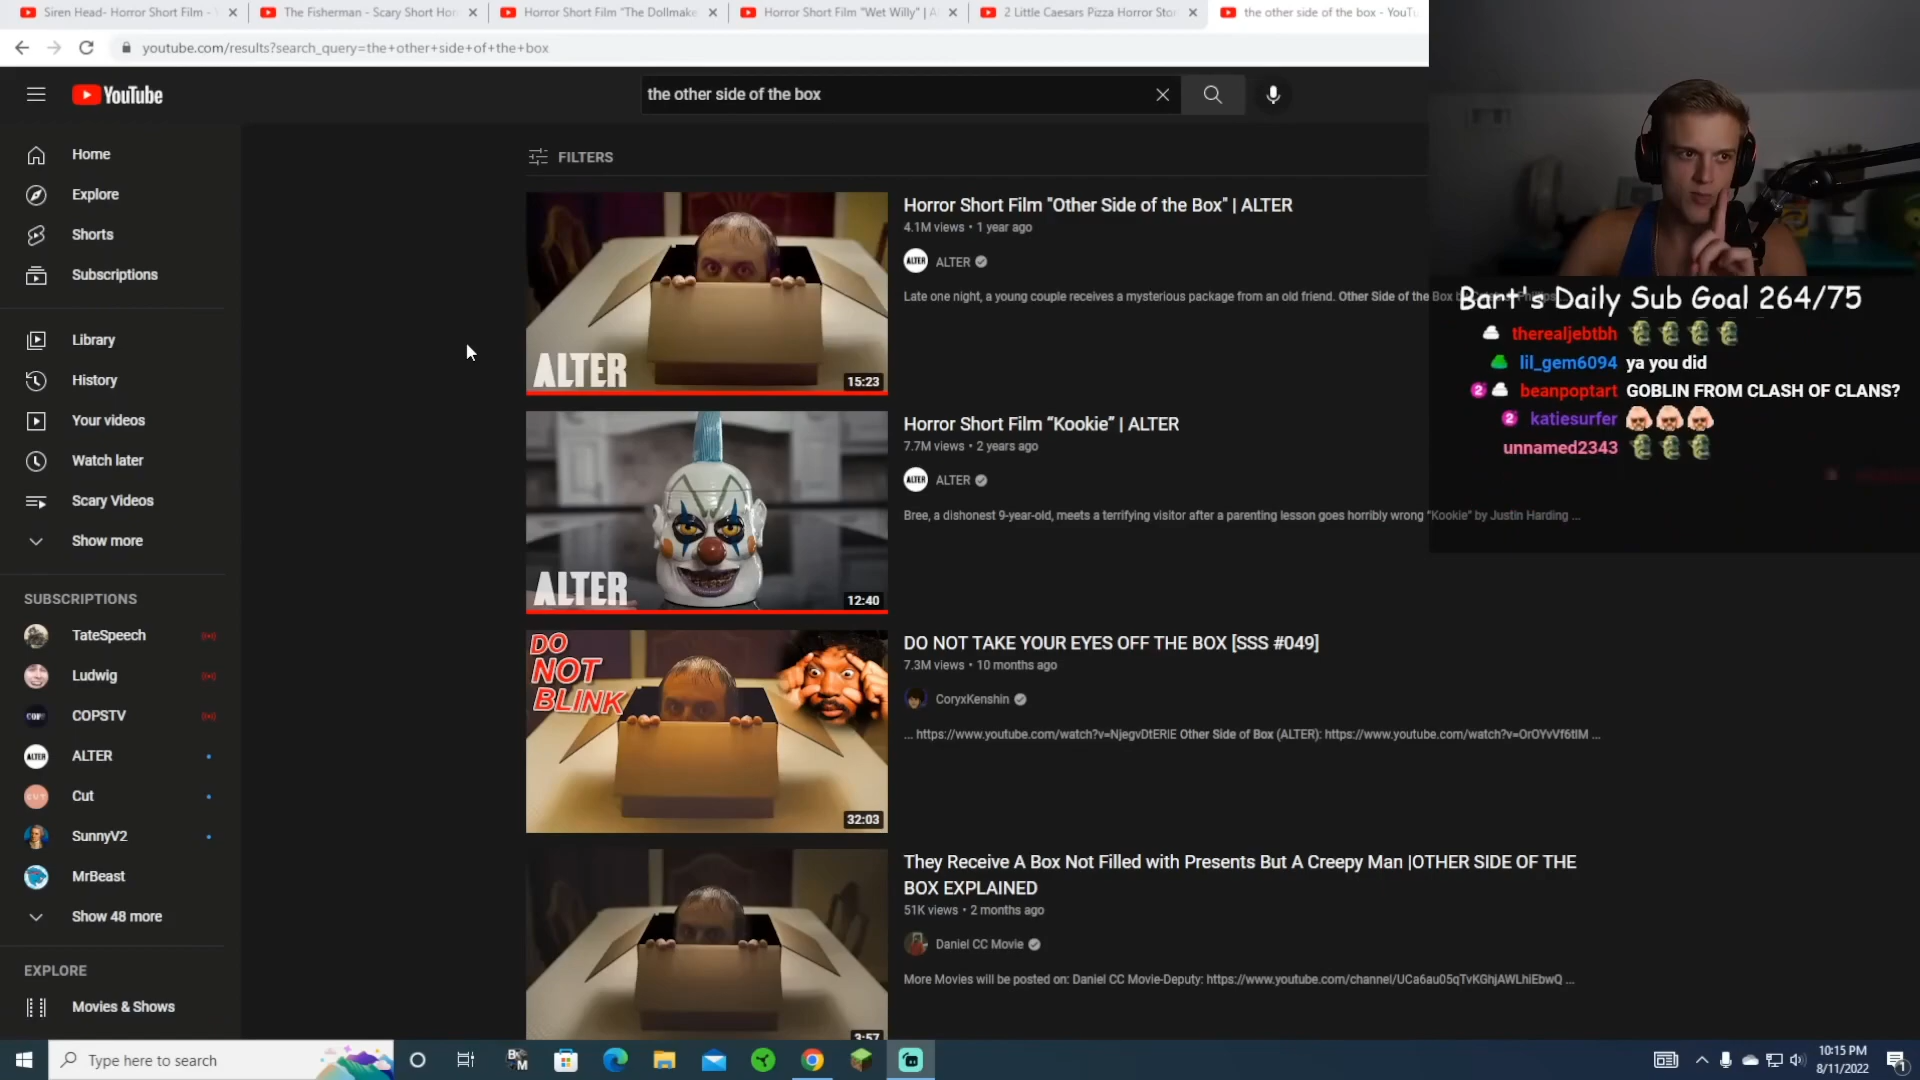 Siren Head- Horror Short Film -
The Fisherman - Scary Short Hor
Horror Short Film "The Dollmake
Horror Short Film "Wet Willy" | A
2 Little Caesars Pizza Horror Stor
the other side of the box - YouTu
youtube.com/results?search_query=the+other+side+of+the+box
YouTube
the other side of the box
Home
Explore
Shorts
Subscriptions
Library
History
Your videos
Watch later
Scary Videos
Show more
SUBSCRIPTIONS
TateSpeech
Ludwig
COPSTV
ALTER
Cut
SunnyV2
MrBeast
Show 48 more
EXPLORE
Movies & Shows
FILTERS
ALTER
15:23
Horror Short Film "Other Side of the Box" | ALTER
4.1M views • 1 year ago
ALTER
Late one night, a young couple receives a mysterious package from an old friend. Other Side of the Box
ALTER
12:40
Horror Short Film “Kookie” | ALTER
7.7M views • 2 years ago
ALTER
Bree, a dishonest 9-year-old, meets a terrifying visitor after a parenting lesson goes horribly wrong “Kookie” by Justin Harding ...
DO
NOT
BLINK
32:03
DO NOT TAKE YOUR EYES OFF THE BOX [SSS #049]
7.3M views • 10 months ago
CoryxKenshin
... https://www.youtube.com/watch?v=NjegvDtERIE Other Side of Box (ALTER): https://www.youtube.com/watch?v=OrOYvVf6tIM ...
3:57
They Receive A Box Not Filled with Presents But A Creepy Man |OTHER SIDE OF THE
BOX EXPLAINED
51K views • 2 months ago
Daniel CC Movie
More Movies will be posted on: Daniel CC Movie-Deputy: https://www.youtube.com/channel/UCa6au05qTvKGhjAWLhiEbwQ ...
Bart's Daily Sub Goal 264/75
therealjebtbh
lil_gem6094 ya you did
beanpoptart GOBLIN FROM CLASH OF CLANS?
katiesurfer
unnamed2343
Type here to search
10:15 PM
8/11/2022